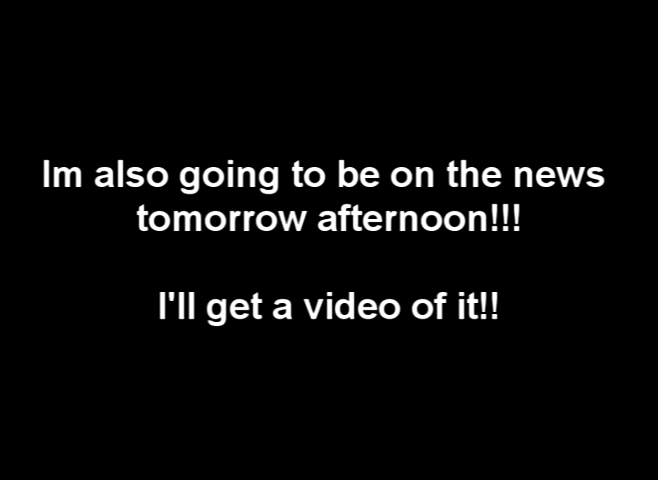 Im also going to be on the news
tomorrow afternoon!!!
I'll get a video of it!!